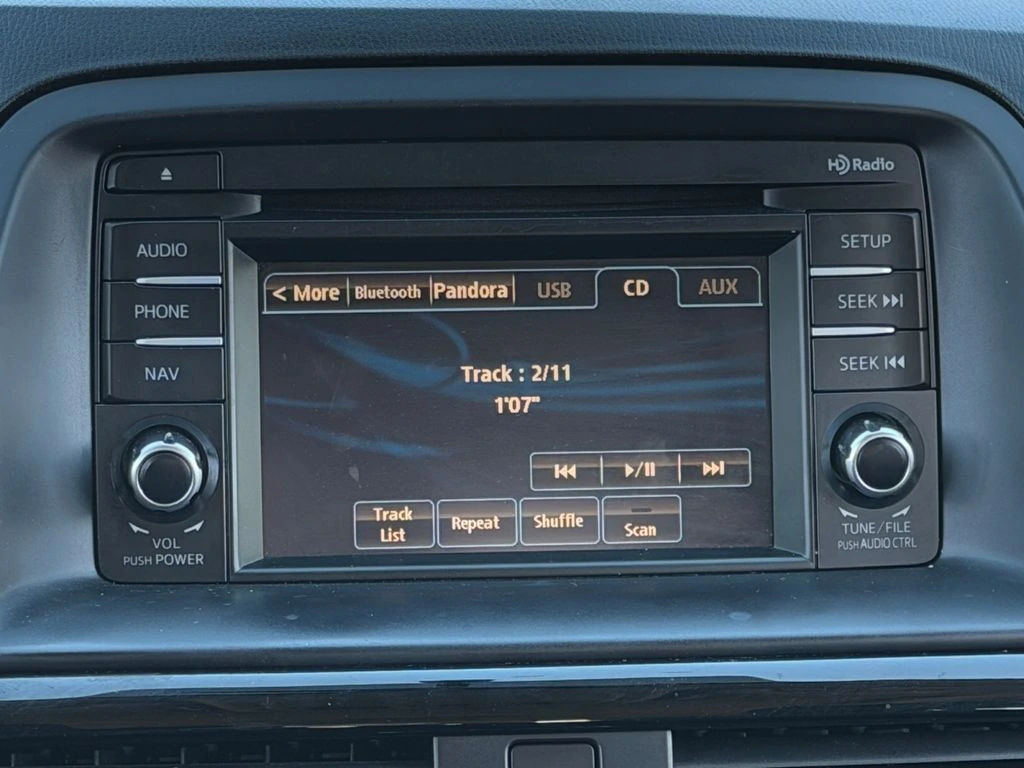 HD Radio
AUDIO
PHONE
NAV
VOL
PUSH POWER
< More Bluetooth Pandora USB CD AUX
Track : 2/11
1'07"
Track
List
Repeat
Shuffle
Scan
SETUP
SEEK
SEEK
TUNE/FILE
PUSH AUDIO CTRL